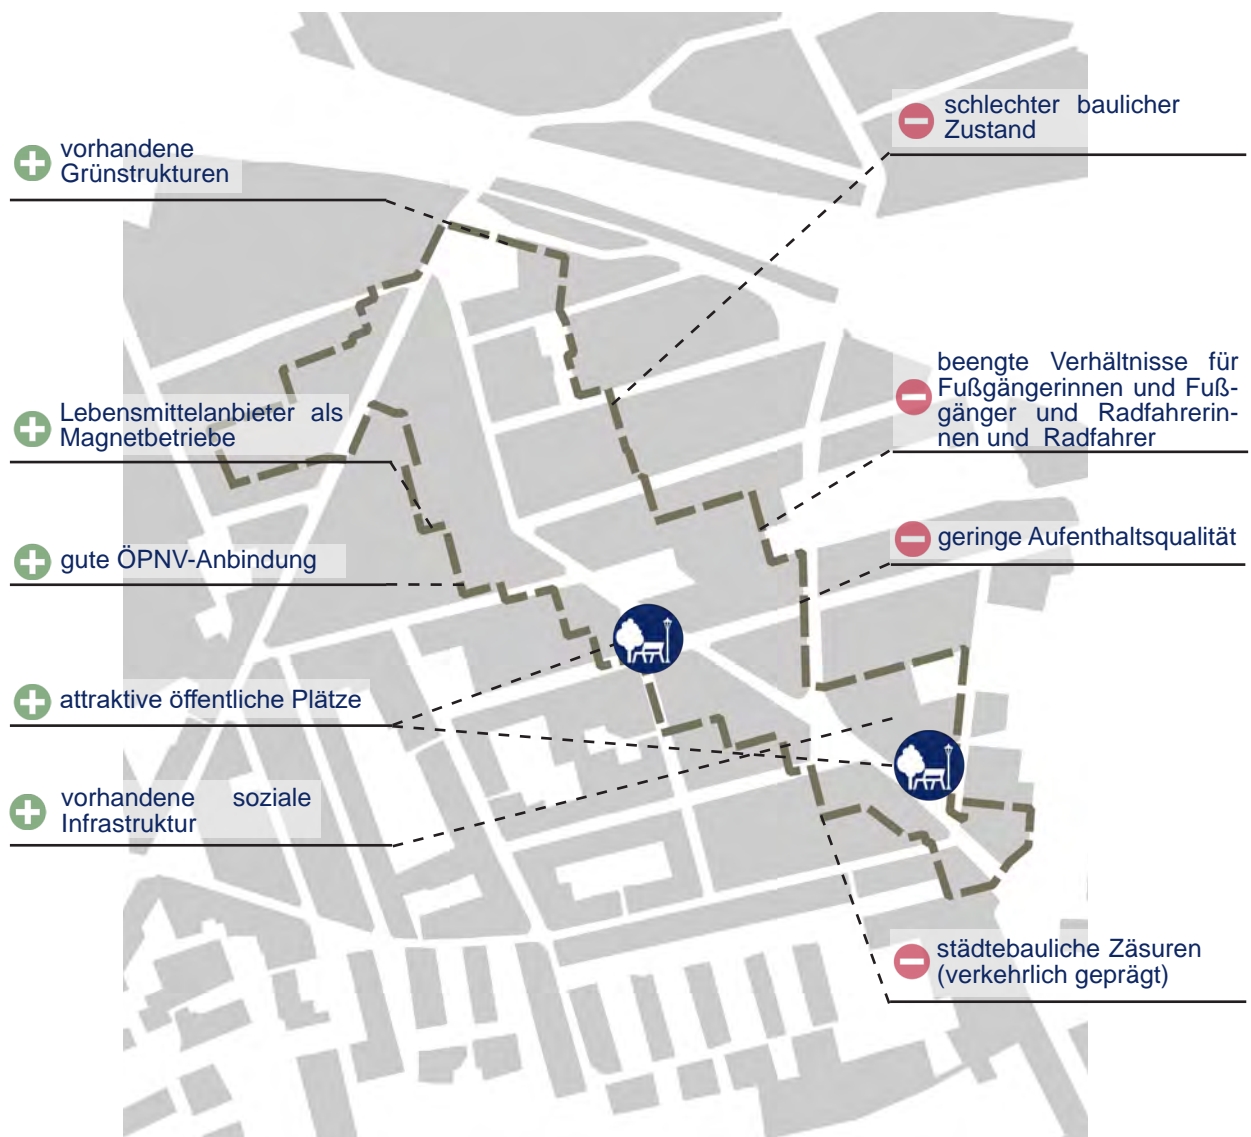 vorhandene
Grünstrukturen
Lebensmittelanbieter als
Magnetbetriebe
gute ÖPNV-Anbindung
attraktive öffentliche Plätze
vorhandene soziale
Infrastruktur
schlechter baulicher
Zustand
beengte Verhältnisse für
Fußgängerinnen und Fuß-
gänger und Radfahrerin-
nen und Radfahrer
geringe Aufenthaltsqualität
städtebauliche Zäsuren
(verkehrlich geprägt)